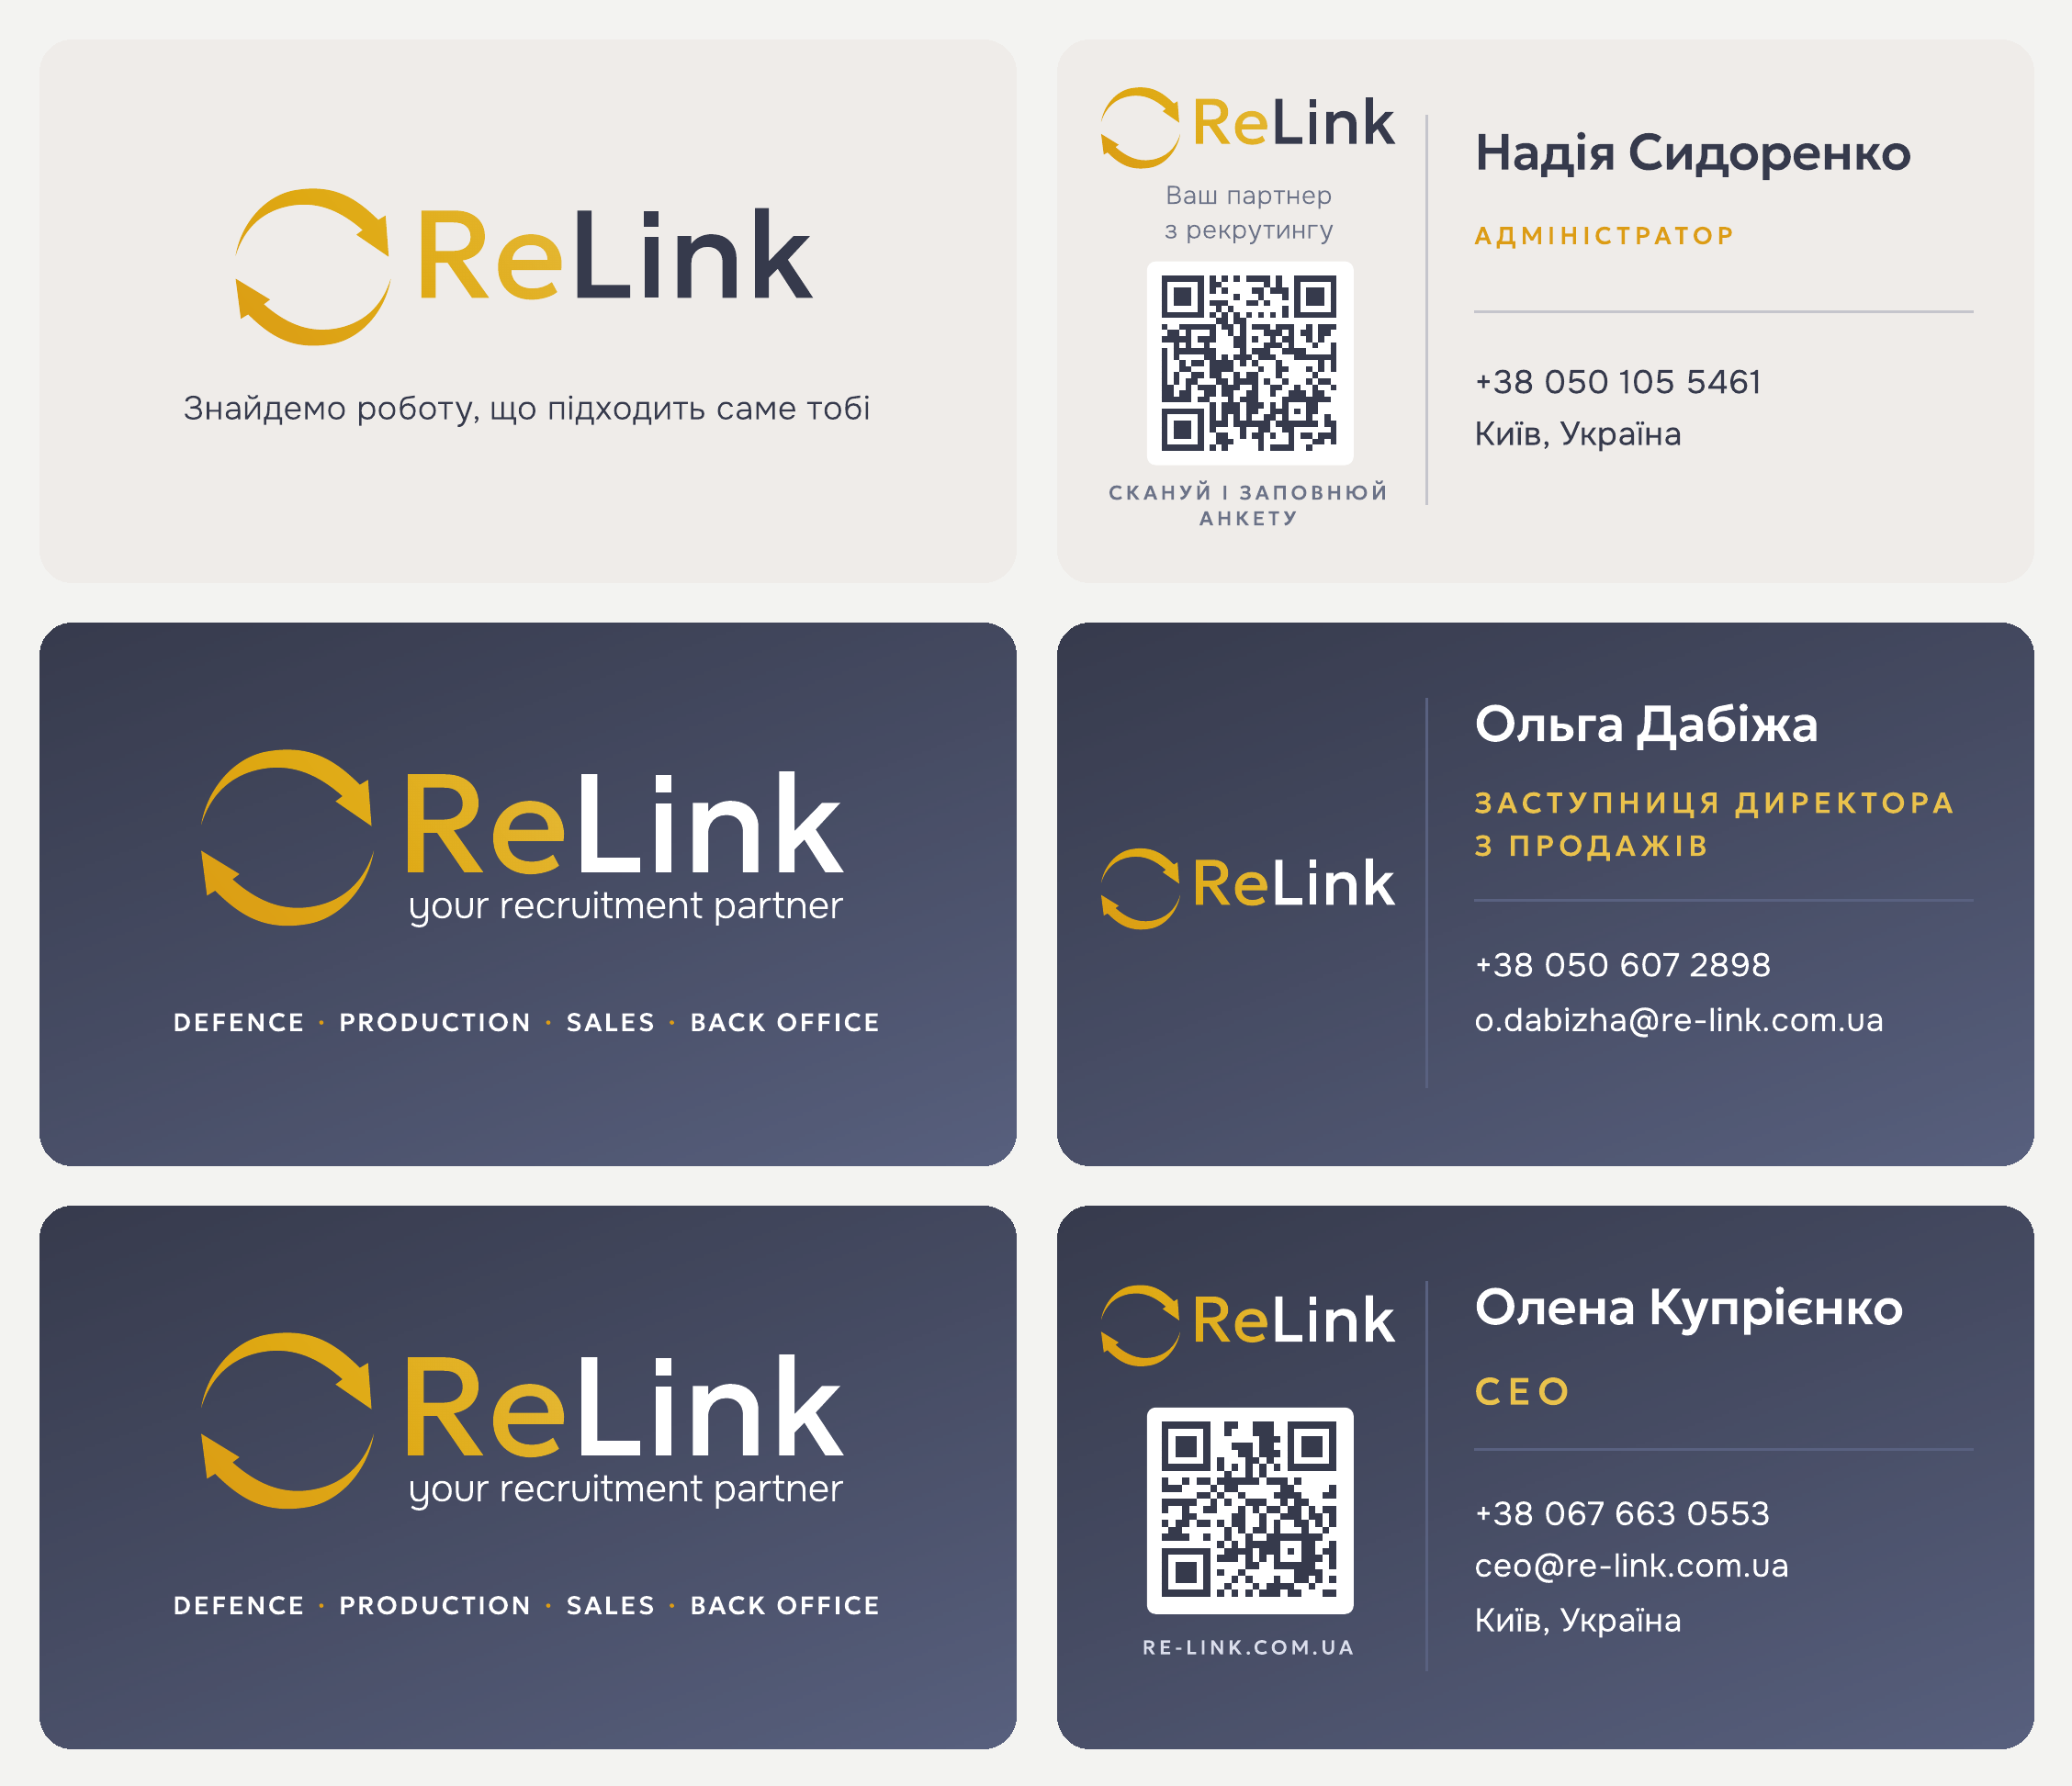 ReLink
Знайдемо роботу, що підходить саме тобі
ReLink
Ваш партнер
з рекрутингу
СКАНУЙ І ЗАПОВНЮЙ
АНКЕТУ
Надія Сидоренко
АДМІНІСТРАТОР
+38 050 105 5461
Київ, Україна
ReLink
your recruitment partner
DEFENCE · PRODUCTION · SALES · BACK OFFICE
ReLink
Ольга Дабіжа
ЗАСТУПНИЦЯ ДИРЕКТОРА
З ПРОДАЖІВ
+38 050 607 2898
o.dabizha@re-link.com.ua
ReLink
your recruitment partner
DEFENCE · PRODUCTION · SALES · BACK OFFICE
ReLink
RE-LINK.COM.UA
Олена Купрієнко
CEO
+38 067 663 0553
ceo@re-link.com.ua
Київ, Україна